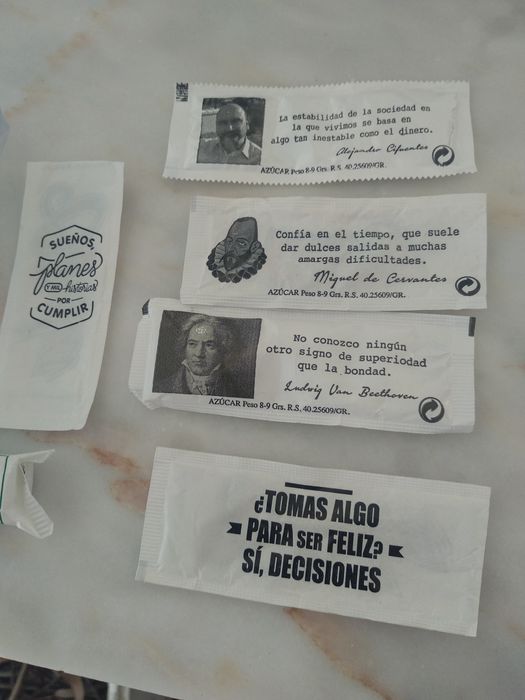 La estabilidad de la sociedad en
la que vivimos se basa en
algo tan inestable como el dinero.
Alejandro Cifuentes
AZÚCAR Peso 8-9 Grs. R.S. 40.25609/GR.
Confía en el tiempo, que suele
dar dulces salidas a muchas
amargas dificultades.
Miguel de Cervantes
AZÚCAR Peso 8-9 Grs. R.S. 40.25609/GR.
SUEÑOS,
planes
Y MIL historias
POR
CUMPLIR
No conozco ningún
otro signo de superiodad
que la bondad.
Ludwig Van Beethoven
AZÚCAR Peso 8-9 Grs. R.S. 40.25609/GR.
¿TOMAS ALGO
PARA SER FELIZ?
SÍ, DECISIONES